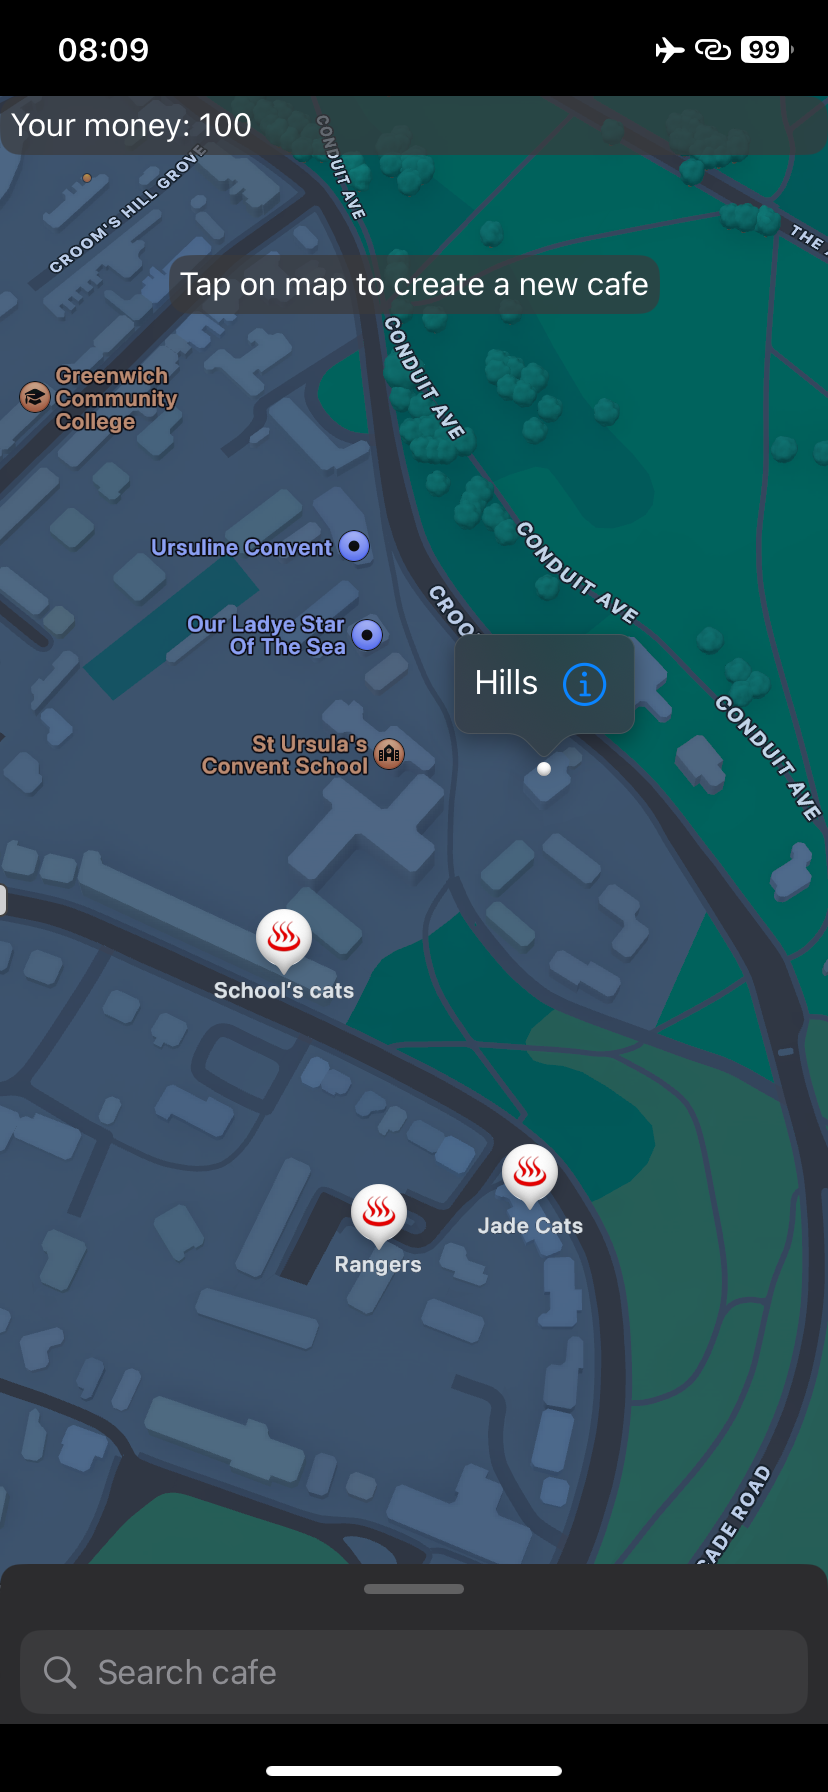 08:09
99
Your money: 100
CONDUIT AVE
CROOM'S HILL GROVE
THE
Tap on map to create a new cafe
Greenwich
Community
College
CONDUIT AVE
Ursuline Convent
CONDUIT AVE
CROO
Our Ladye Star
Of The Sea
Hills
CONDUIT AVE
St Ursula's
Convent School
School's cats
Jade Cats
Rangers
CADE ROAD
Search cafe